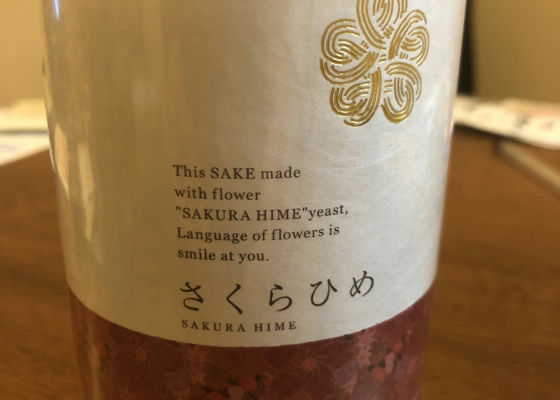 This SAKE made
with flower
"SAKURA HIME"yeast,
Language of flowers is
smile at you.
さくらひめ
SAKURA HIME